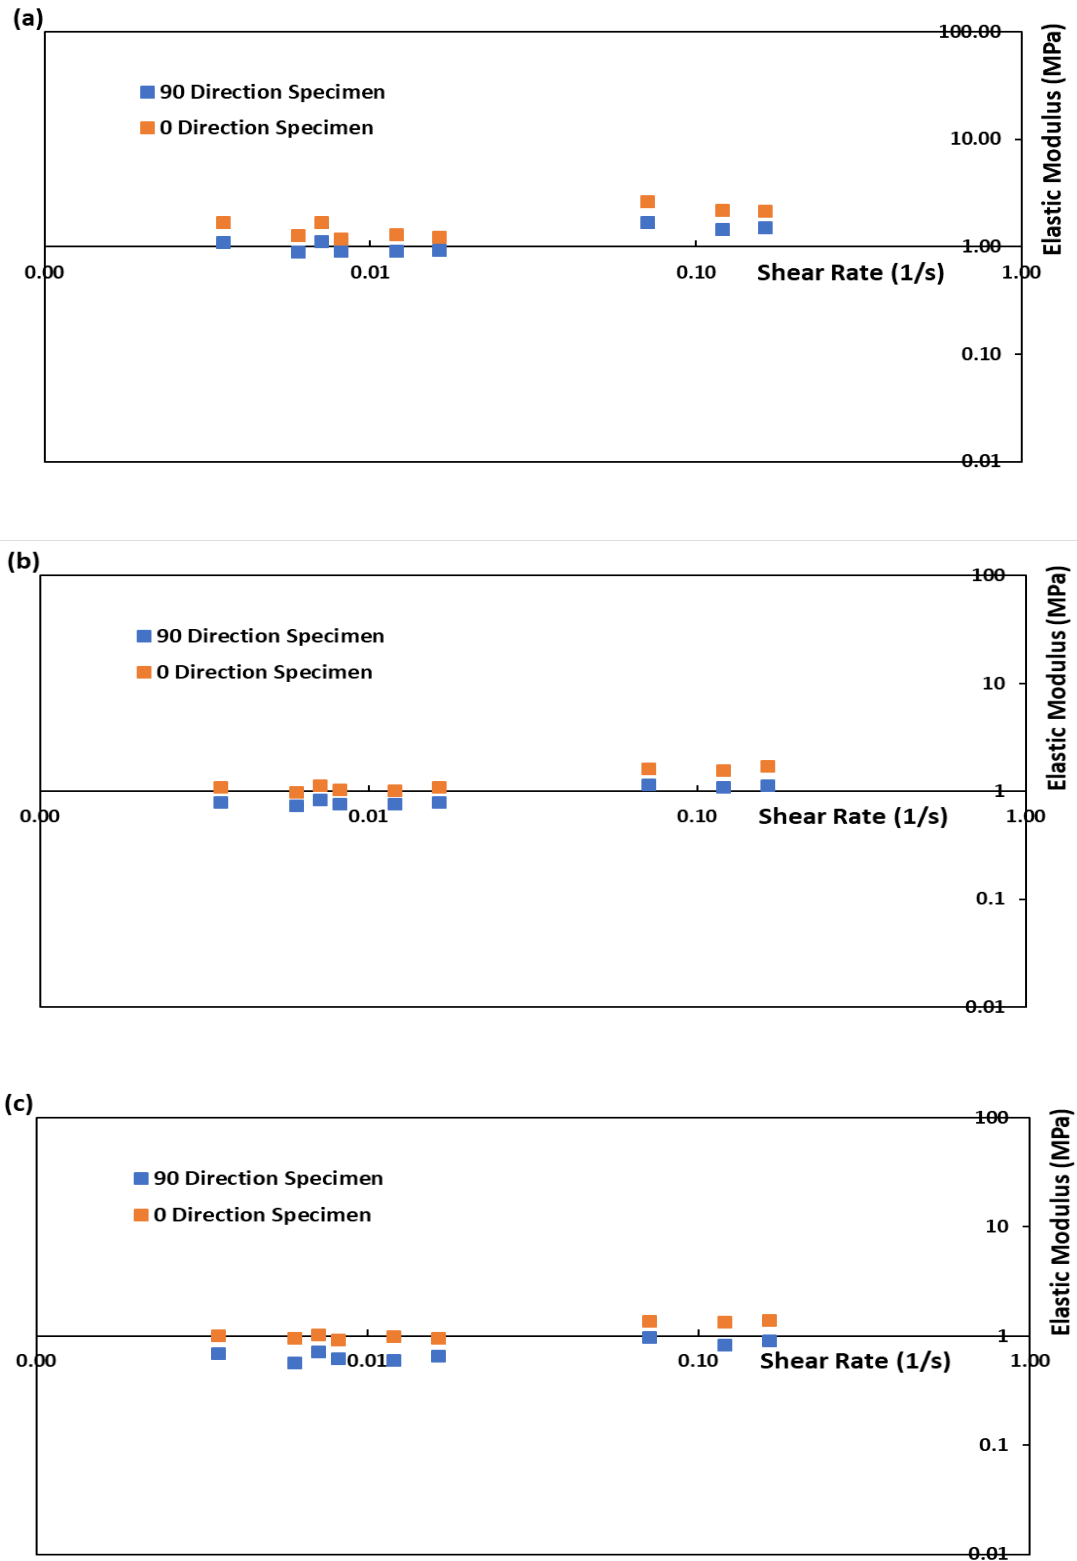 (a)
100.00
90 Direction Specimen
0 Direction Specimen
10.00
Elastic Modulus (MPa)
1.00
0.00 0.01 0.10 Shear Rate (1/s) 1.00
0.10
0.01
(b)
100
90 Direction Specimen
0 Direction Specimen
10
Elastic Modulus (MPa)
1
0.00 0.01 0.10 Shear Rate (1/s) 1.00
0.1
0.01
(c)
100
90 Direction Specimen
0 Direction Specimen
10
Elastic Modulus (MPa)
1
0.00 0.01 0.10 Shear Rate (1/s) 1.00
0.1
0.01